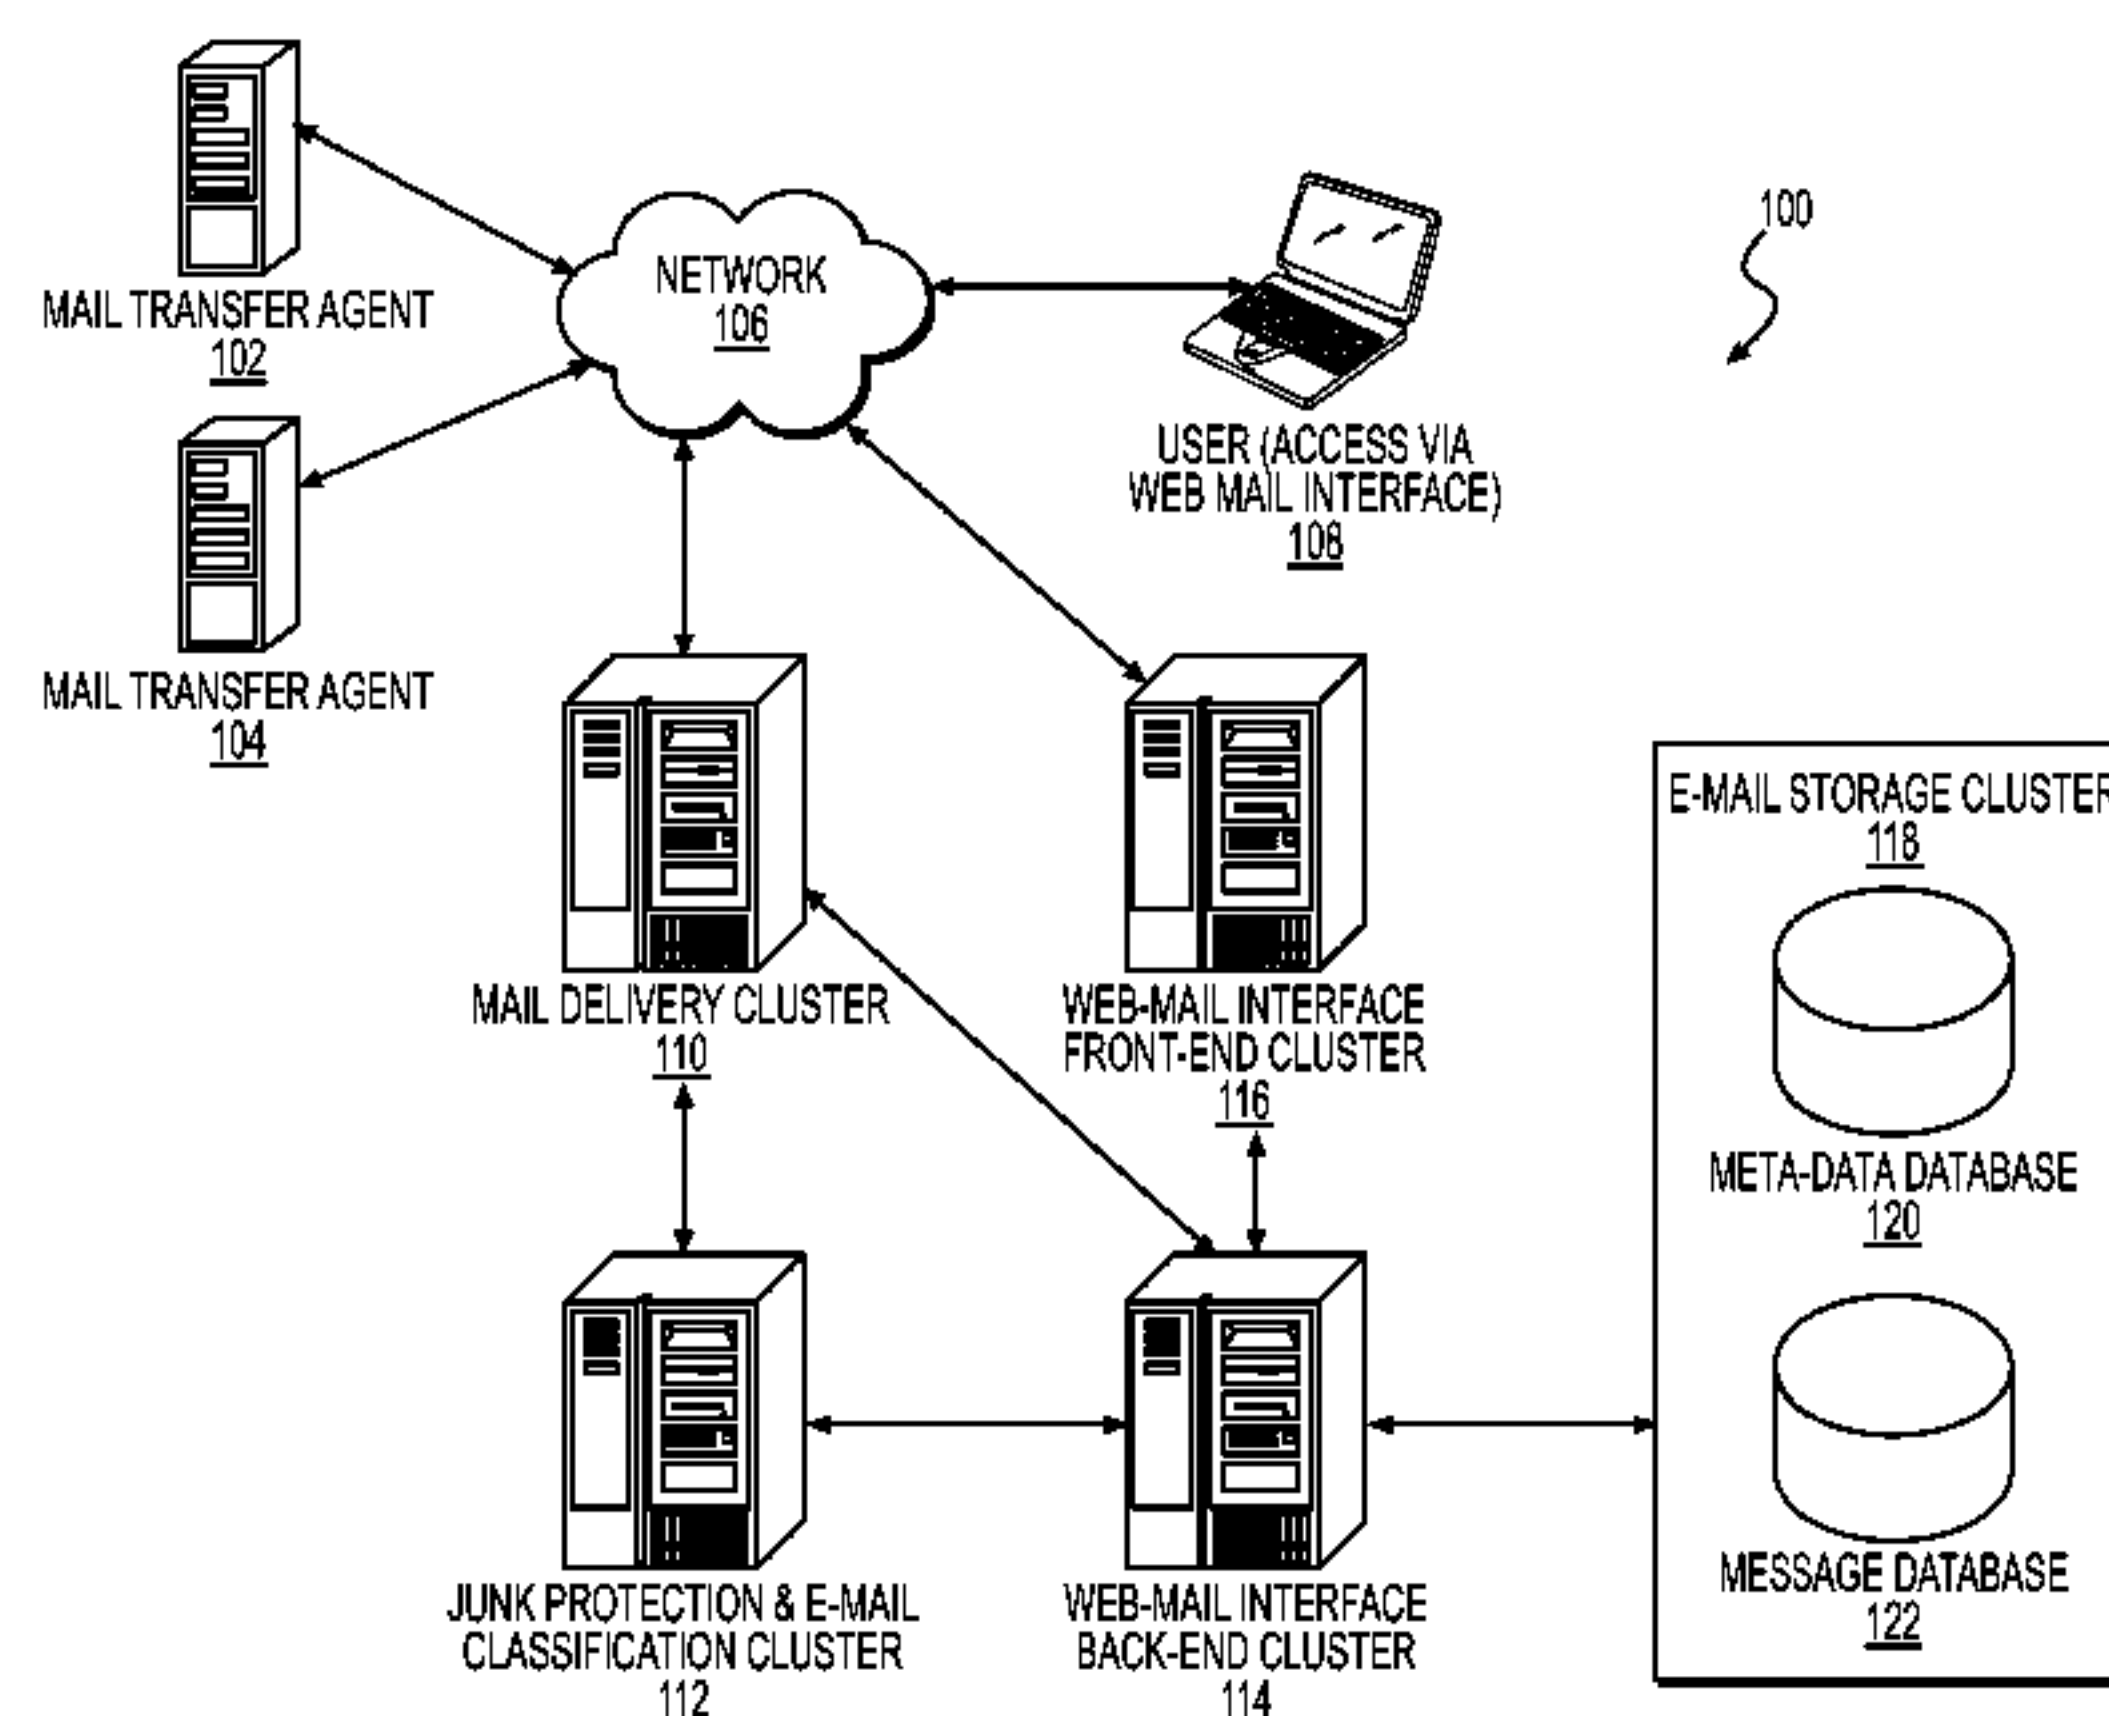 100
NETWORK
106
MAIL TRANSFER AGENT
102
USER (ACCESS VIA
WEB MAIL INTERFACE)
108
MAIL TRANSFER AGENT
104
E-MAIL STORAGE CLUSTER
118
MAIL DELIVERY CLUSTER
110
WEB-MAIL INTERFACE
FRONT-END CLUSTER
116
META-DATA DATABASE
120
MESSAGE DATABASE
122
JUNK PROTECTION & E-MAIL
CLASSIFICATION CLUSTER
112
WEB-MAIL INTERFACE
BACK-END CLUSTER
114